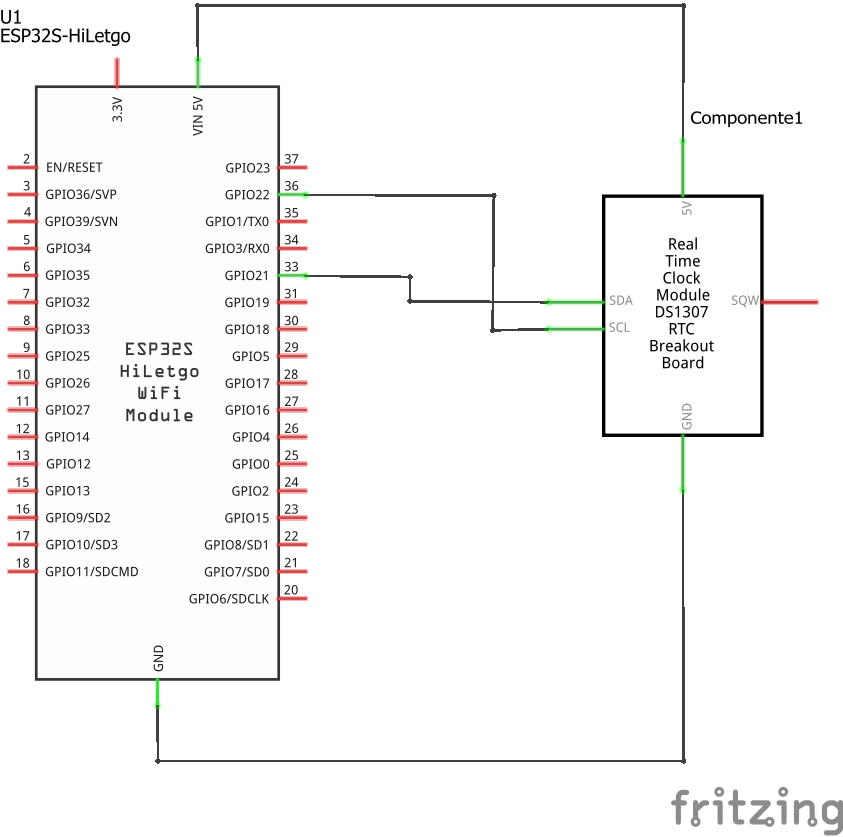 U1
ESP32S-HiLetgo
3.3V
VIN 5V
2 EN/RESET
3 GPIO36/SVP
4 GPIO39/SVN
5 GPIO34
6 GPIO35
7 GPIO32
8 GPIO33
9 GPIO25
10 GPIO26
11 GPIO27
12 GPIO14
13 GPIO12
15 GPIO13
16 GPIO9/SD2
17 GPIO10/SD3
18 GPIO11/SDCMD
ESP32S
HiLetgo
WiFi
Module
GPIO23 37
GPIO22 36
GPIO1/TX0 35
GPIO3/RX0 34
GPIO21 33
GPIO19 31
GPIO18 30
GPIO5 29
GPIO17 28
GPIO16 27
GPIO4 26
GPIO0 25
GPIO2 24
GPIO15 23
GPIO8/SD1 22
GPIO7/SD0 21
GPIO6/SDCLK 20
GND
Componente1
5V
Real
Time
Clock
Module
DS1307
RTC
Breakout
Board
SDA
SCL
SQW
GND
fritzing